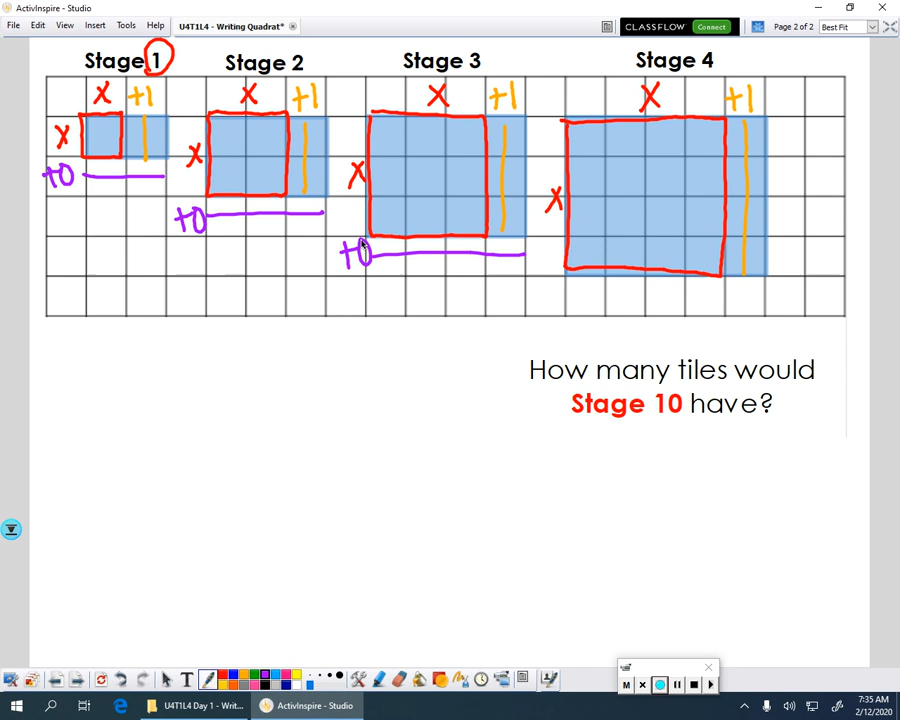 ActivInspire - Studio
File Edit View Insert Tools Help
U4T1L4 - Writing Quadrat*
CLASSFLOW Connect
Page 2 of 2 Best Fit
Stage 1 Stage 2 Stage 3 Stage 4
x +1 x +1 x +1 x +1
x x x x
+0 +0 +0
How many tiles would
Stage 10 have?
T
M
U4T1L4 Day 1 - Writ... ActivInspire - Studio
7:35 AM
2/12/2020